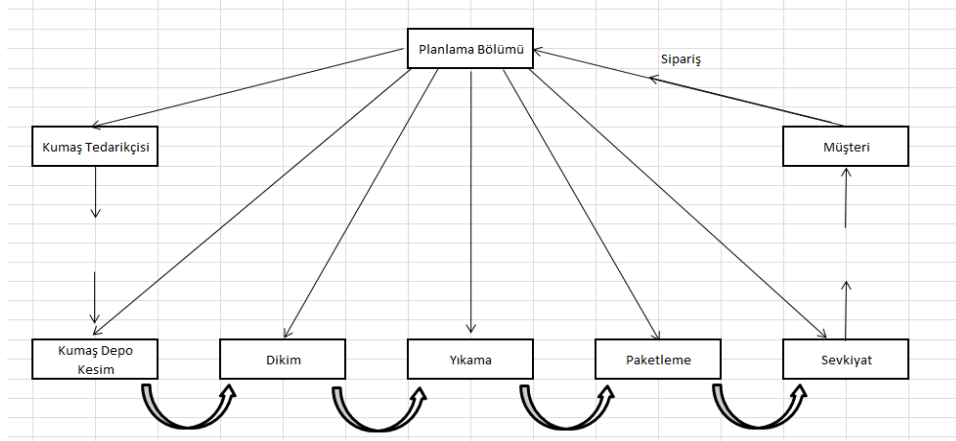 Planlama Bölümü
Sipariş
Kumaş Tedarikçisi
Müşteri
Kumaş Depo
Kesim
Dikim
Yıkama
Paketleme
Sevkiyat